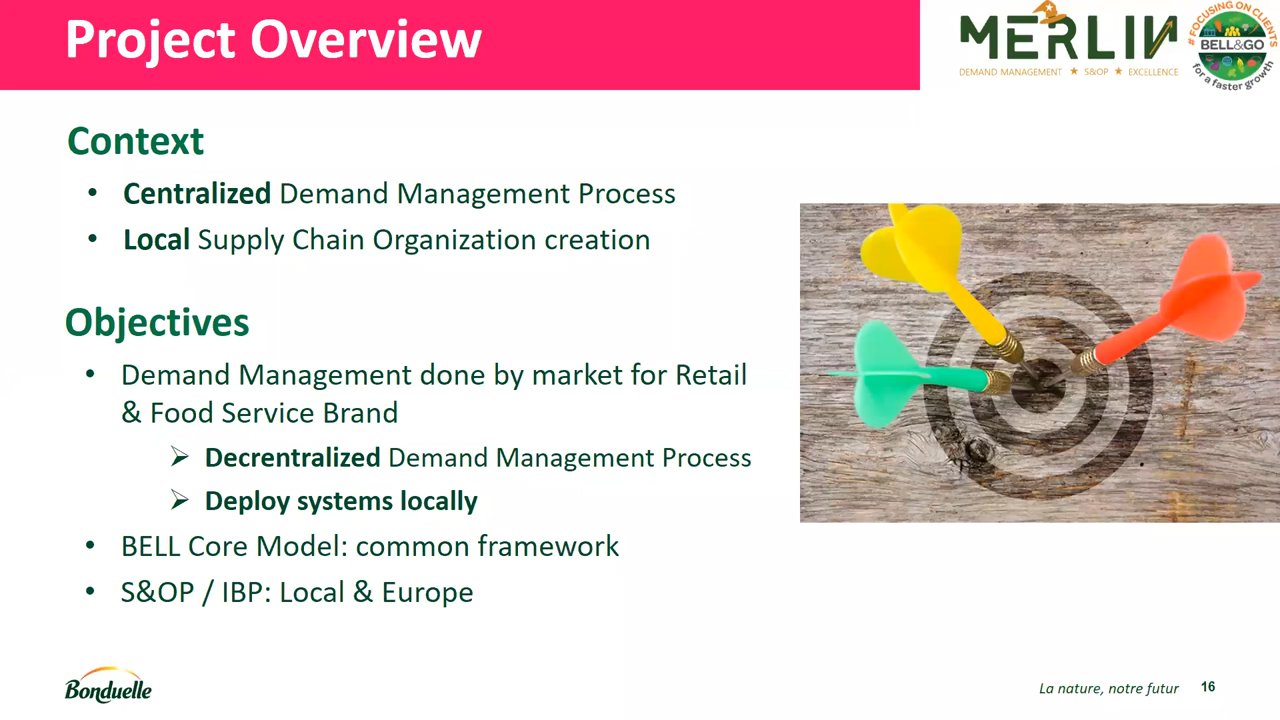 Project Overview
MERLIN
DEMAND MANAGEMENT ★ S&OP ★ EXCELLENCE
# FOCUSING ON CLIENTS
BELL&GO
for a faster growth
Context
• Centralized Demand Management Process
• Local Supply Chain Organization creation
Objectives
• Demand Management done by market for Retail
& Food Service Brand
➢ Decrentralized Demand Management Process
➢ Deploy systems locally
• BELL Core Model: common framework
• S&OP / IBP: Local & Europe
Bonduelle
La nature, notre futur 16